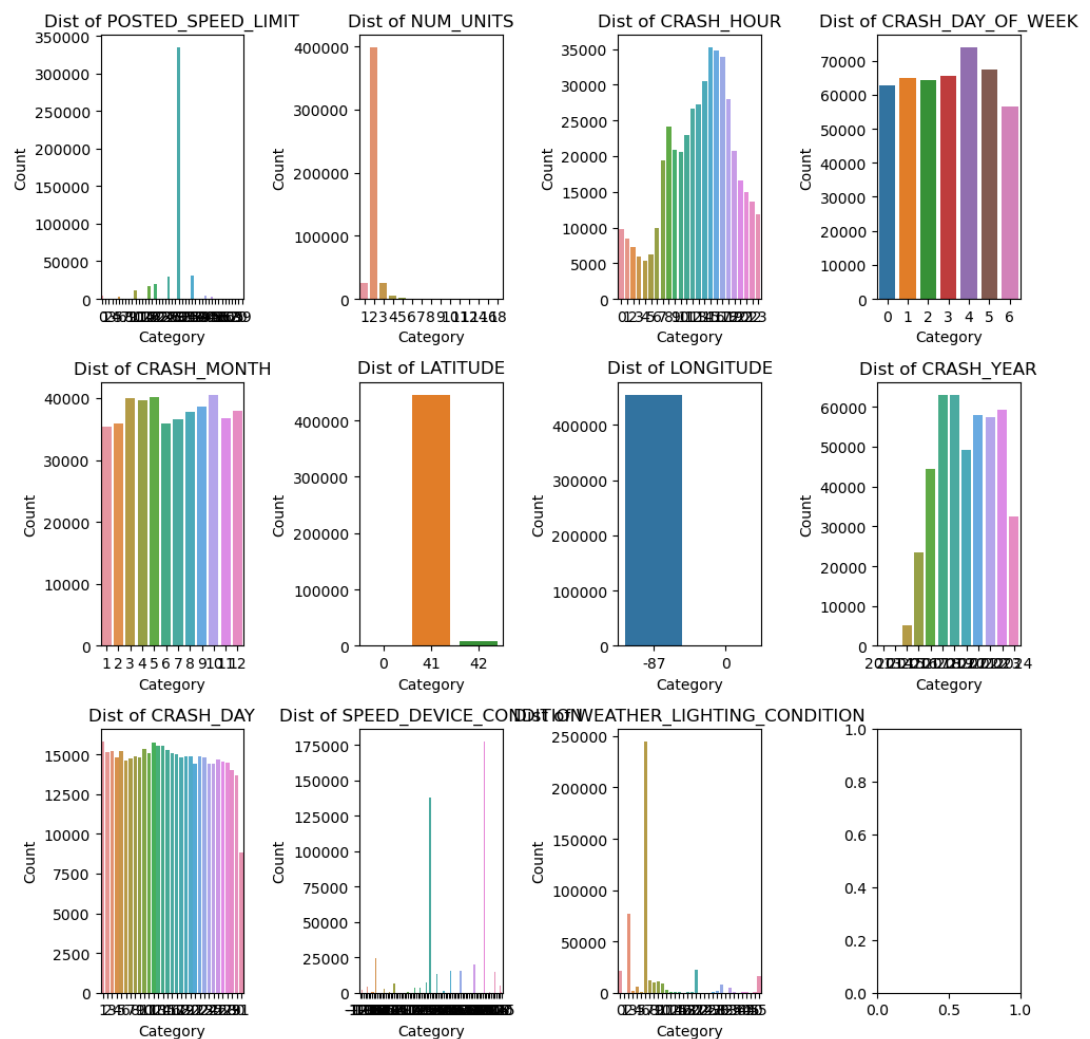 Dist of POSTED_SPEED_LIMIT
Dist of NUM_UNITS
Dist of CRASH_HOUR
Dist of CRASH_DAY_OF_WEEK
350000
300000
250000
200000
150000
100000
50000
0
Count
Category
400000
300000
200000
100000
0
Count
Category
35000
30000
25000
20000
15000
10000
5000
0
Count
Category
70000
60000
50000
40000
30000
20000
10000
0
Count
0 1 2 3 4 5 6
Category
Dist of CRASH_MONTH
Dist of LATITUDE
Dist of LONGITUDE
Dist of CRASH_YEAR
40000
30000
20000
10000
0
Count
1 2 3 4 5 6 7 8 9 10 11 12
Category
400000
300000
200000
100000
0
Count
0 41 42
Category
400000
300000
200000
100000
0
Count
-87 0
Category
60000
50000
40000
30000
20000
10000
0
Count
Category
Dist of CRASH_DAY
Dist of SPEED_DEVICE_CONDITION
Dist of WEATHER_LIGHTING_CONDITION
15000
12500
10000
7500
5000
2500
0
Count
Category
175000
150000
125000
100000
75000
50000
25000
0
Count
Category
250000
200000
150000
100000
50000
0
Count
Category
1.0
0.8
0.6
0.4
0.2
0.0
0.0 0.5 1.0